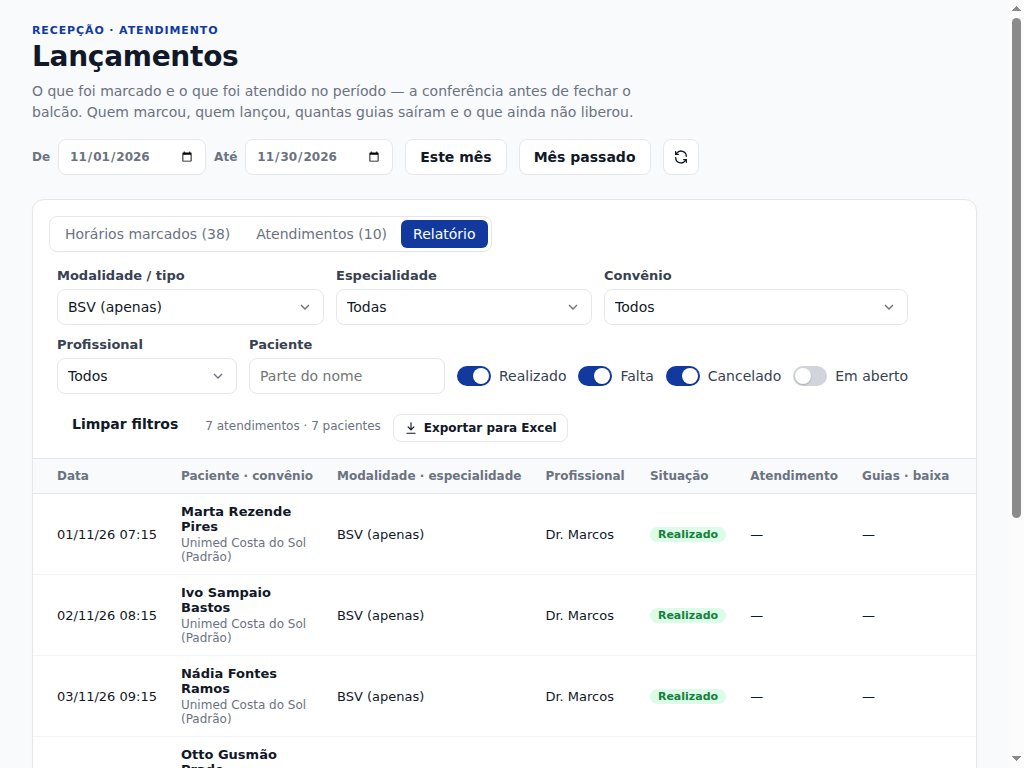 RECEPÇÃO · ATENDIMENTO
Lançamentos
O que foi marcado e o que foi atendido no período — a conferência antes de fechar o
balcão. Quem marcou, quem lançou, quantas guias saíram e o que ainda não liberou.
De 11/01/2026 Até 11/30/2026 Este mês Mês passado
Horários marcados (38) Atendimentos (10) Relatório
Modalidade / tipo Especialidade Convênio
BSV (apenas) Todas Todos
Profissional Paciente
Todos Parte do nome Realizado Falta Cancelado Em aberto
Limpar filtros 7 atendimentos · 7 pacientes Exportar para Excel
Data Paciente · convênio Modalidade · especialidade Profissional Situação Atendimento Guias · baixa
Marta Rezende
Pires
01/11/26 07:15 BSV (apenas) Dr. Marcos Realizado — —
Unimed Costa do Sol
(Padrão)
Ivo Sampaio
Bastos
02/11/26 08:15 BSV (apenas) Dr. Marcos Realizado — —
Unimed Costa do Sol
(Padrão)
Nádia Fontes
Ramos
03/11/26 09:15 BSV (apenas) Dr. Marcos Realizado — —
Unimed Costa do Sol
(Padrão)
Otto Gusmão